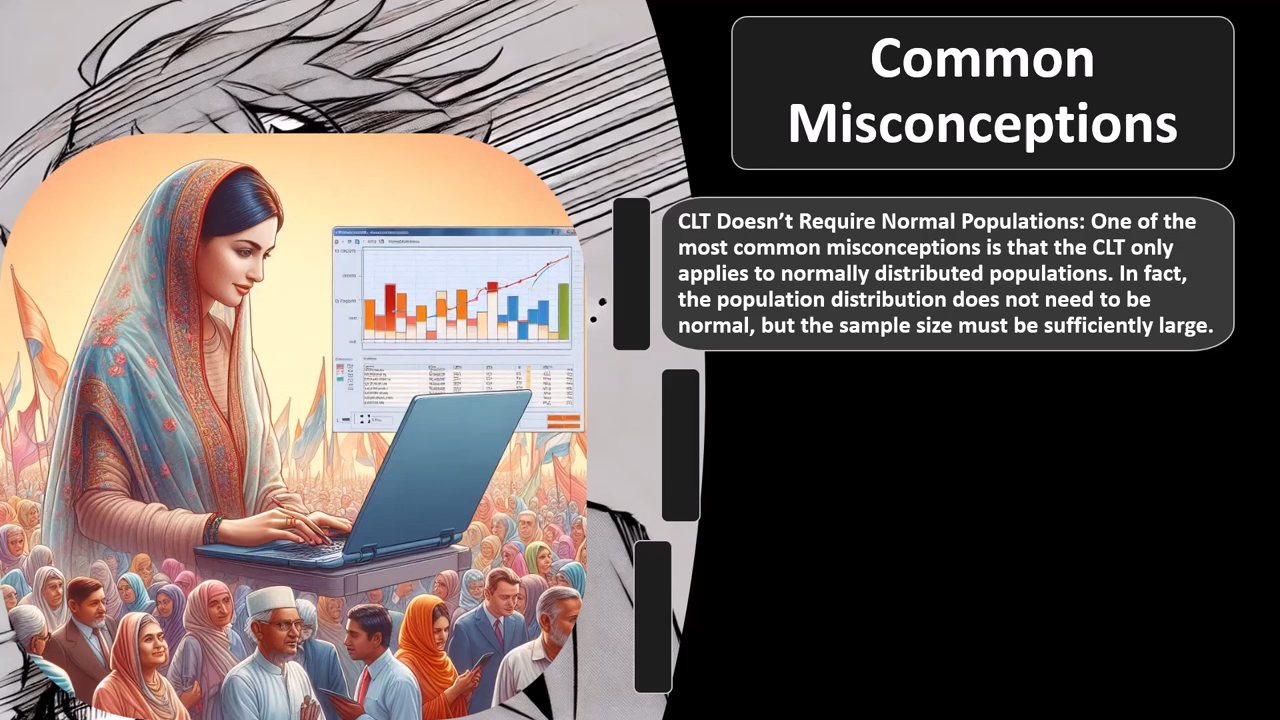 Common
Misconceptions
CLT Doesn’t Require Normal Populations: One of the
most common misconceptions is that the CLT only
applies to normally distributed populations. In fact,
the population distribution does not need to be
normal, but the sample size must be sufficiently large.